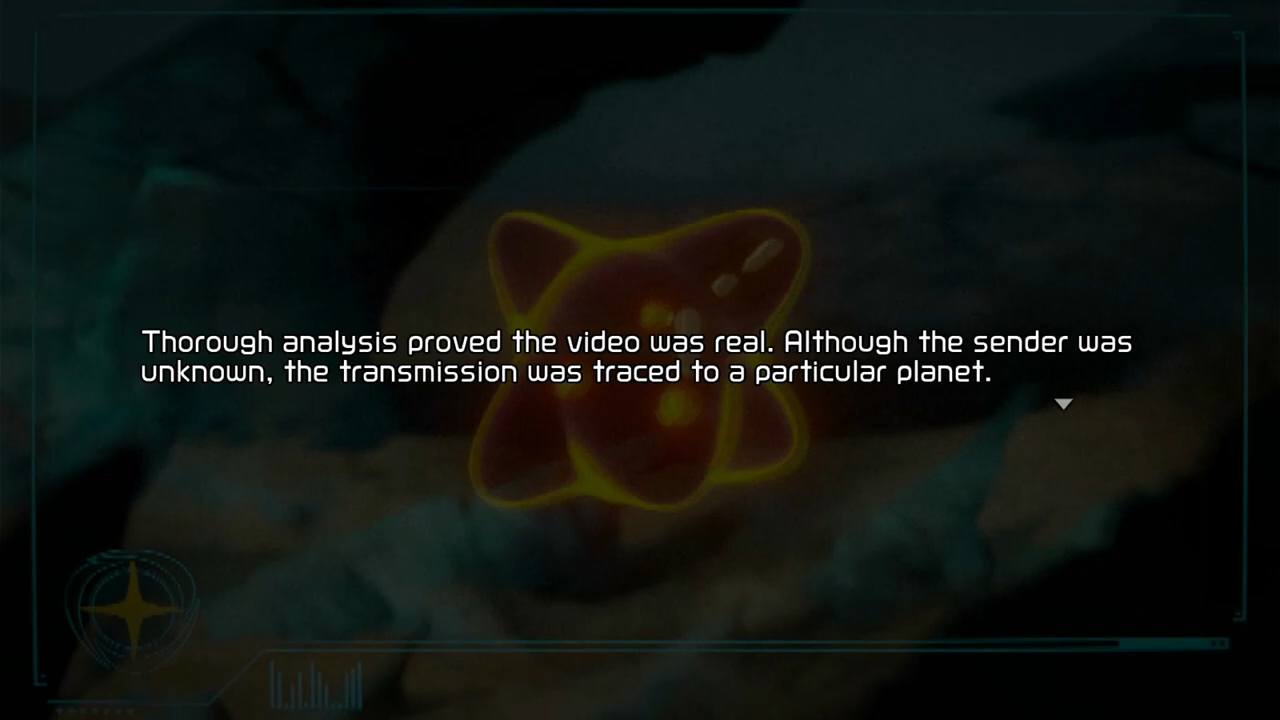 Thorough analysis proved the video was real. Although the sender was
unknown, the transmission was traced to a particular planet.